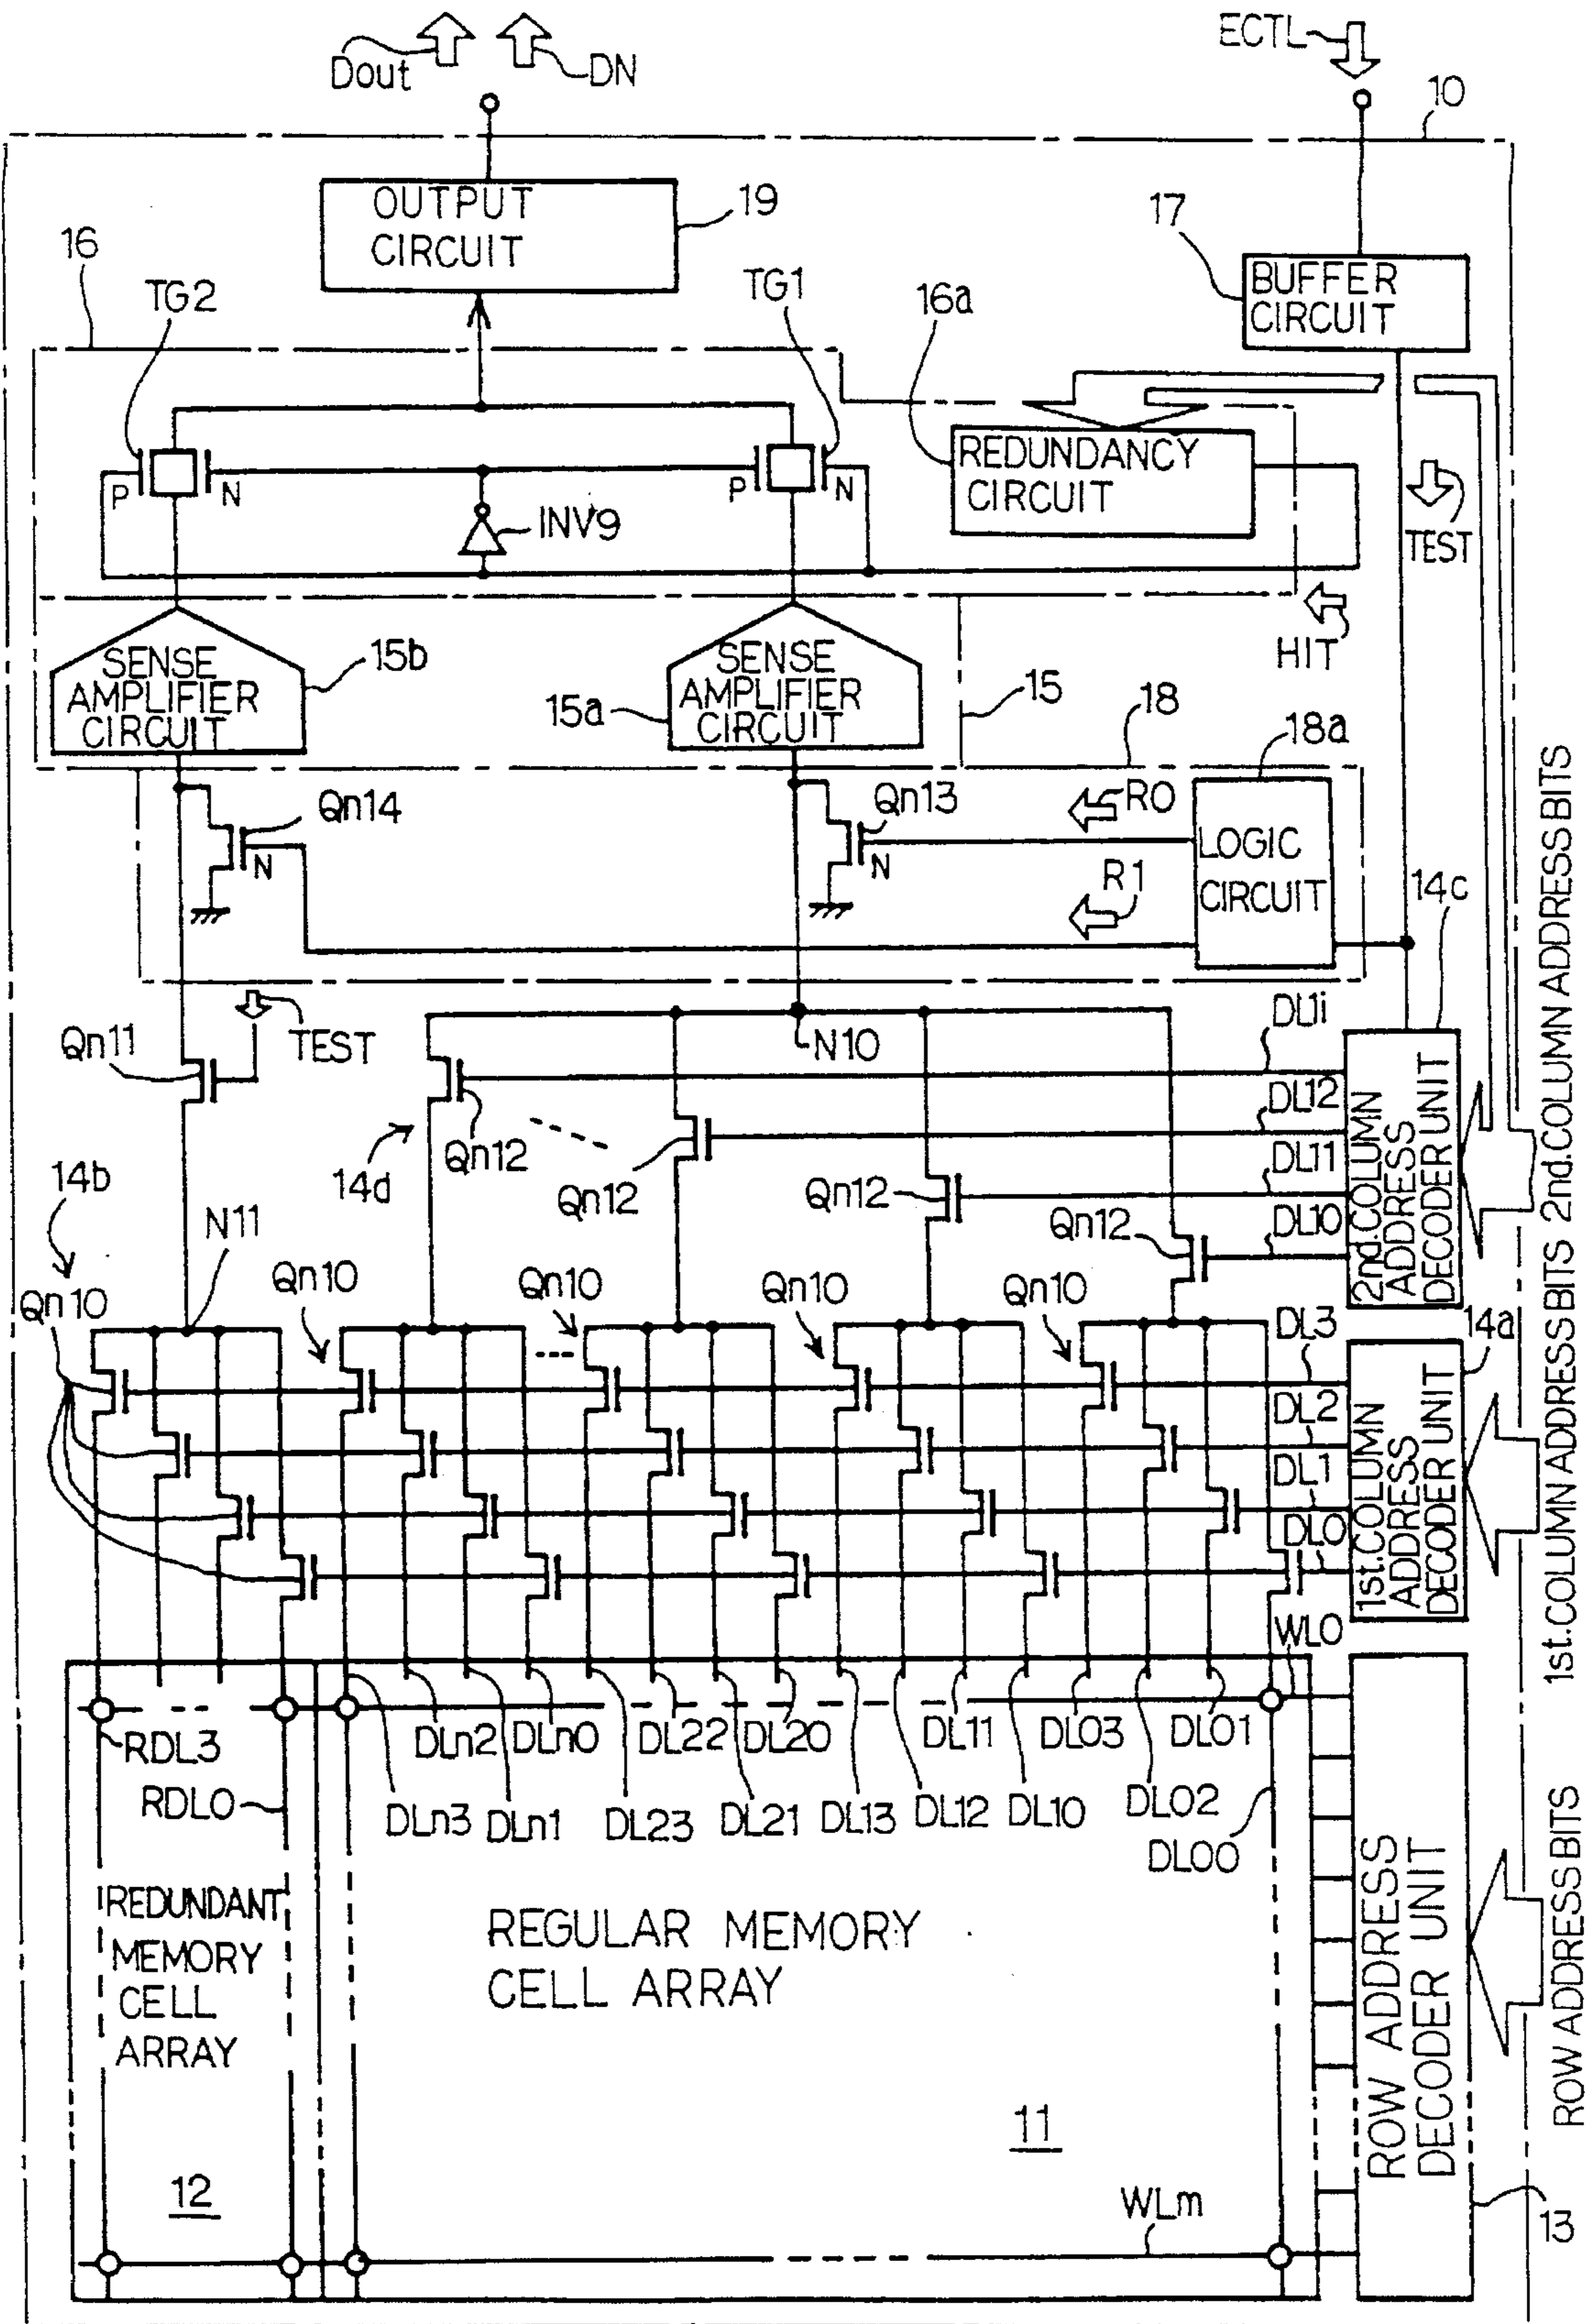 Dout
DN
ECTL
10
OUTPUT
CIRCUIT
19
17
BUFFER
CIRCUIT
16
TG2
TG1
16a
REDUNDANCY
CIRCUIT
P
N
P
N
INV9
TEST
HIT
SENSE
AMPLIFIER
CIRCUIT
15b
SENSE
AMPLIFIER
CIRCUIT
15a
15
18
18a
Qn14
N
Qn13
N
R0
R1
LOGIC
CIRCUIT
14c
TEST
Qn11
N10
DL1i
DL12
DL11
DL10
Qn12
Qn12
Qn12
Qn12
14d
2nd.COLUMN
ADDRESS
DECODER UNIT
2nd.COLUMN ADDRESS BITS
14b
N11
Qn10
Qn10
Qn10
Qn10
Qn10
DL3
DL2
DL1
DL0
14a
1st.COLUMN
ADDRESS
DECODER UNIT
1st.COLUMN ADDRESS BITS
WL0
RDL3
DLn2
DLn0
DL22
DL20
DL11
DL03
DL01
RDL0
DLn3
DLn1
DL23
DL21
DL13
DL12
DL10
DL02
DL00
REDUNDANT
MEMORY
CELL
ARRAY
12
REGULAR MEMORY
CELL ARRAY
11
WLm
ROW ADDRESS
DECODER UNIT
ROW ADDRESS BITS
13